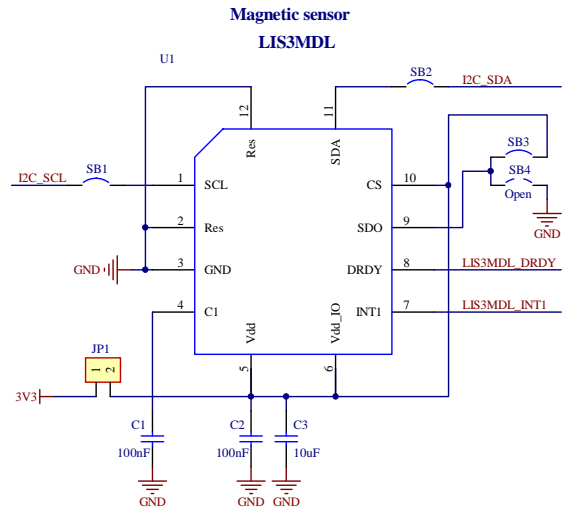 Magnetic sensor
LIS3MDL
U1
SB2
I2C_SDA
12
11
Res
SDA
SB3
SB1
I2C_SCL
1
SCL
CS
10
SB4
Open
2
Res
SDO
9
GND
GND
3
GND
DRDY
8
LIS3MDL_DRDY
4
C1
INT1
7
LIS3MDL_INT1
Vdd
Vdd_IO
JP1
1
2
5
6
3V3
C1
100nF
C2
100nF
C3
10uF
GND
GND
GND